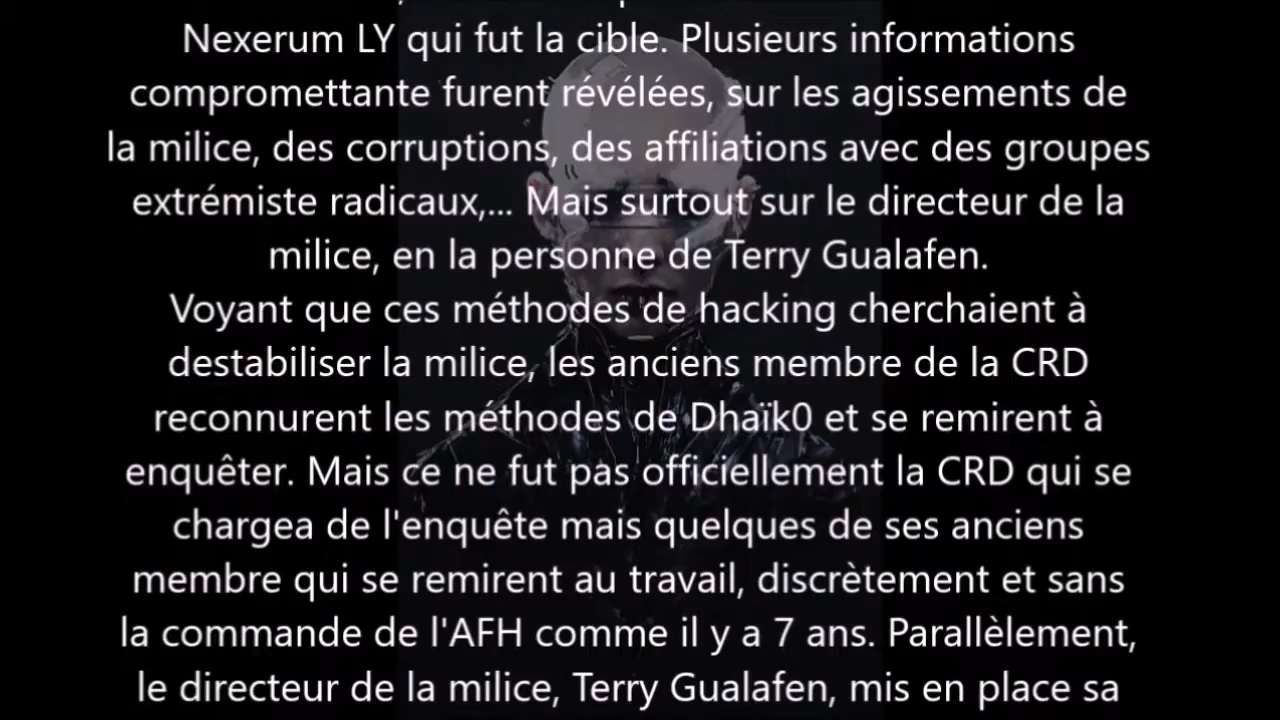 Nexerum LY qui fut la cible. Plusieurs informations
compromettante furent révélées, sur les agissements de
la milice, des corruptions, des affiliations avec des groupes
extrémiste radicaux,... Mais surtout sur le directeur de la
milice, en la personne de Terry Gualafen.
Voyant que ces méthodes de hacking cherchaient à
destabiliser la milice, les anciens membre de la CRD
reconnurent les méthodes de Dhaïk0 et se remirent à
enquêter. Mais ce ne fut pas officiellement la CRD qui se
chargea de l'enquête mais quelques de ses anciens
membre qui se remirent au travail, discrètement et sans
la commande de l'AFH comme il y a 7 ans. Parallèlement,
le directeur de la milice, Terry Gualafen, mis en place sa